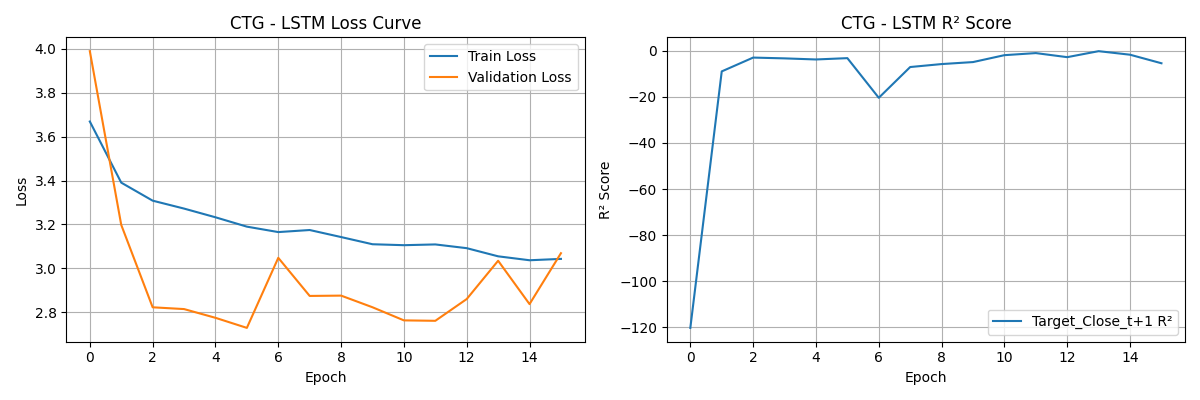 CTG - LSTM Loss Curve
Train Loss
Validation Loss
Loss
4.0
3.8
3.6
3.4
3.2
3.0
2.8
0 2 4 6 8 10 12 14
Epoch
CTG - LSTM R² Score
R² Score
0
−20
−40
−60
−80
−100
−120
Target_Close_t+1 R²
0 2 4 6 8 10 12 14
Epoch